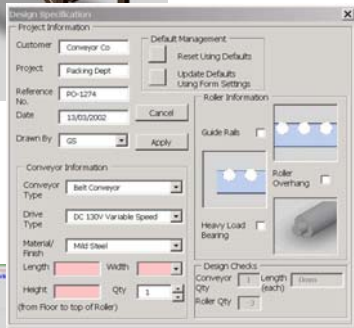 Design Specification
Project Information
Customer Conveyor Co
Project Packing Dept
Reference No. PO-1274
Date 13/03/2002
Drawn By GS
Default Management
Reset Using Defaults
Update Defaults Using Form Settings
Cancel
Apply
Conveyor Information
Conveyor Type Belt Conveyor
Drive Type DC 130V Variable Speed
Material/ Finish Mild Steel
Length Width
Height Qty 1
(from Floor to top of Roller)
Roller Information
Guide Rails
Roller Overhang
Heavy Load Bearing
Design Checks
Conveyor Qty 1 Length (each) 0mm
Roller Qty